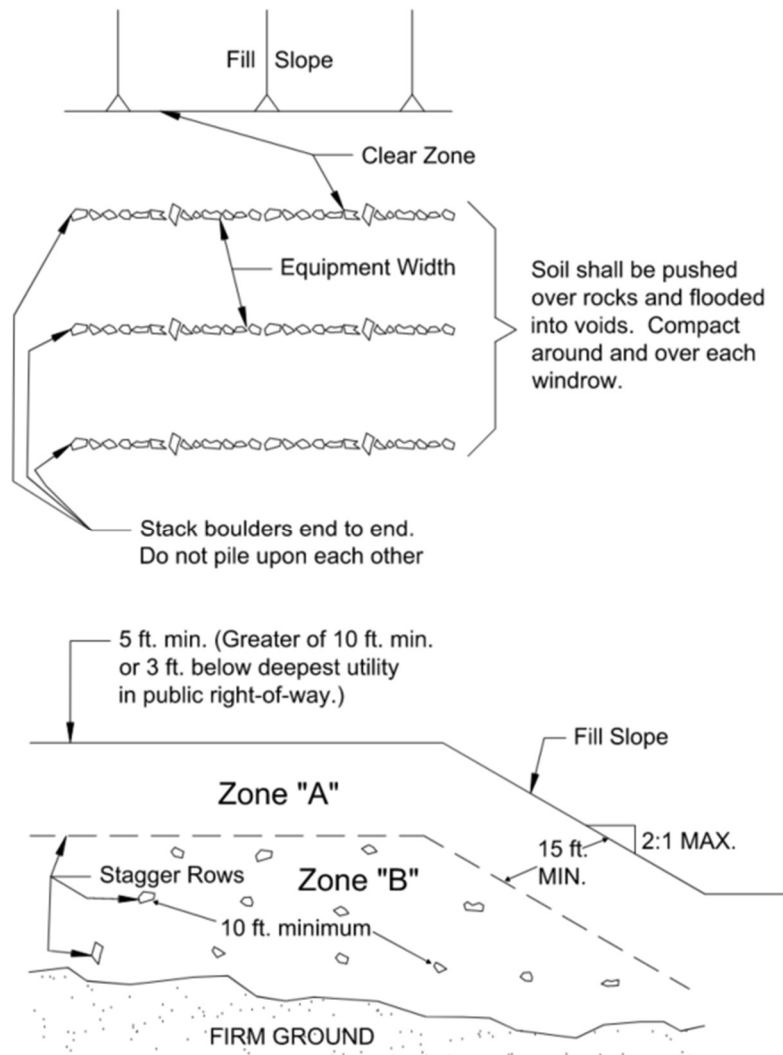 Fill Slope
Clear Zone
Equipment Width
Soil shall be pushed
over rocks and flooded
into voids. Compact
around and over each
windrow.
Stack boulders end to end.
Do not pile upon each other
5 ft. min. (Greater of 10 ft. min.
or 3 ft. below deepest utility
in public right-of-way.)
Fill Slope
Zone "A"
2:1 MAX.
15 ft.
MIN.
Stagger Rows
Zone "B"
10 ft. minimum
FIRM GROUND